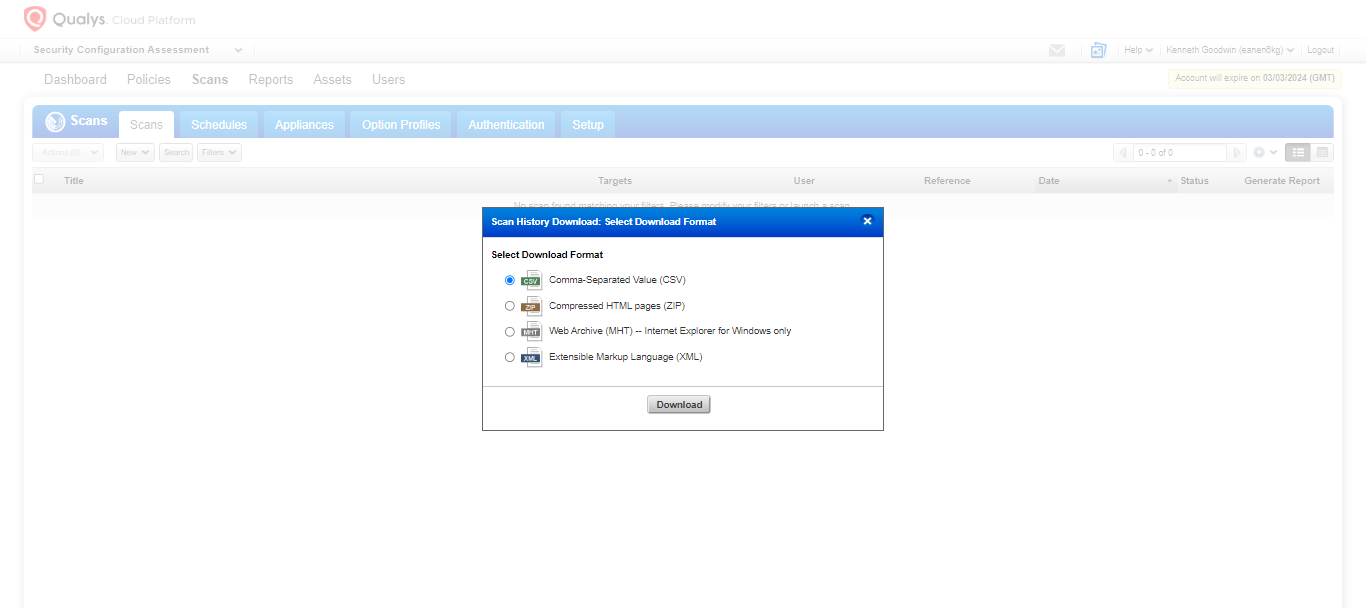 Qualys. Cloud Platform
Security Configuration Assessment
Help
Kenneth Goodwin (eanen5kg)
Logout
Dashboard Policies Scans Reports Assets Users
Account will expire on 03/03/2024 (GMT)
Scans
Scans Schedules Appliances Option Profiles Authentication Setup
Actions (0) New Search Filters
0 - 0 of 0
Title Targets User Reference Date Status Generate Report
No scan found matching your filters. Please modify your filters or launch a scan.
Scan History Download: Select Download Format
Select Download Format
CSV Comma-Separated Value (CSV)
ZIP Compressed HTML pages (ZIP)
MHT Web Archive (MHT) -- Internet Explorer for Windows only
XML Extensible Markup Language (XML)
Download